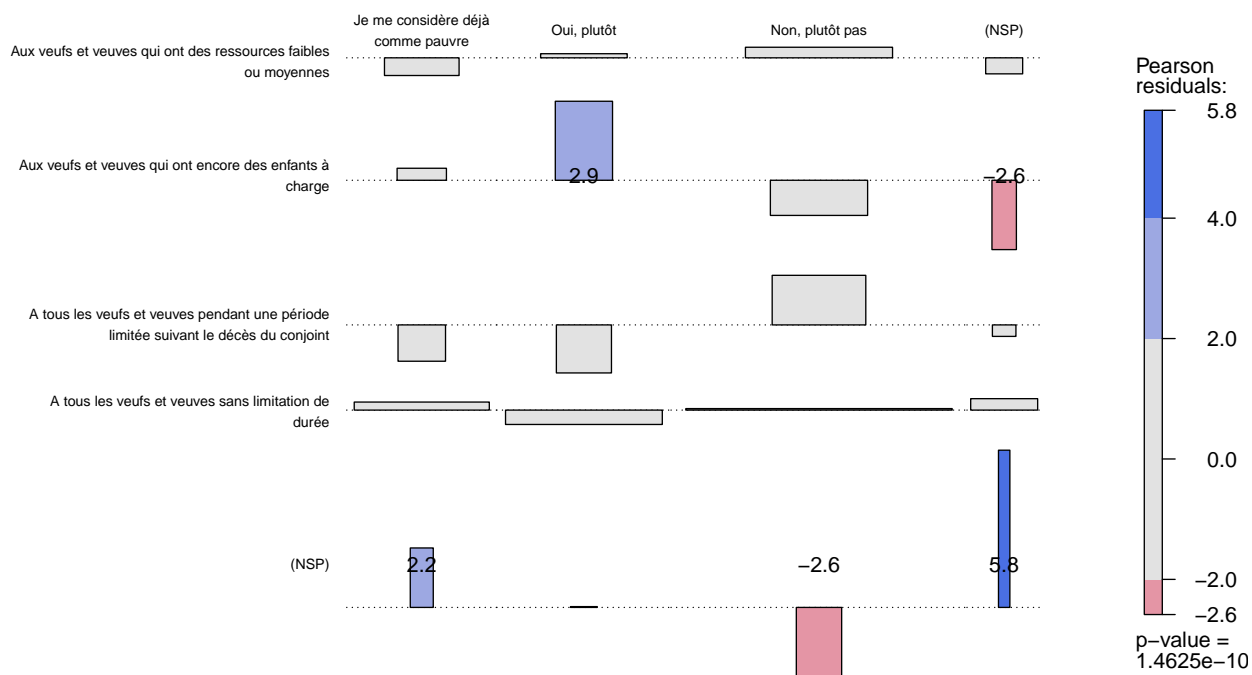 Je me considère déjà
comme pauvre
Oui, plutôt
Non, plutôt pas
(NSP)
Aux veufs et veuves qui ont des ressources faibles
ou moyennes
Aux veufs et veuves qui ont encore des enfants à
charge
2.9
−2.6
A tous les veufs et veuves pendant une période
limitée suivant le décès du conjoint
A tous les veufs et veuves sans limitation de
durée
(NSP)
2.2
−2.6
5.8
Pearson
residuals:
5.8
4.0
2.0
0.0
−2.0
−2.6
p−value =
1.4625e−10